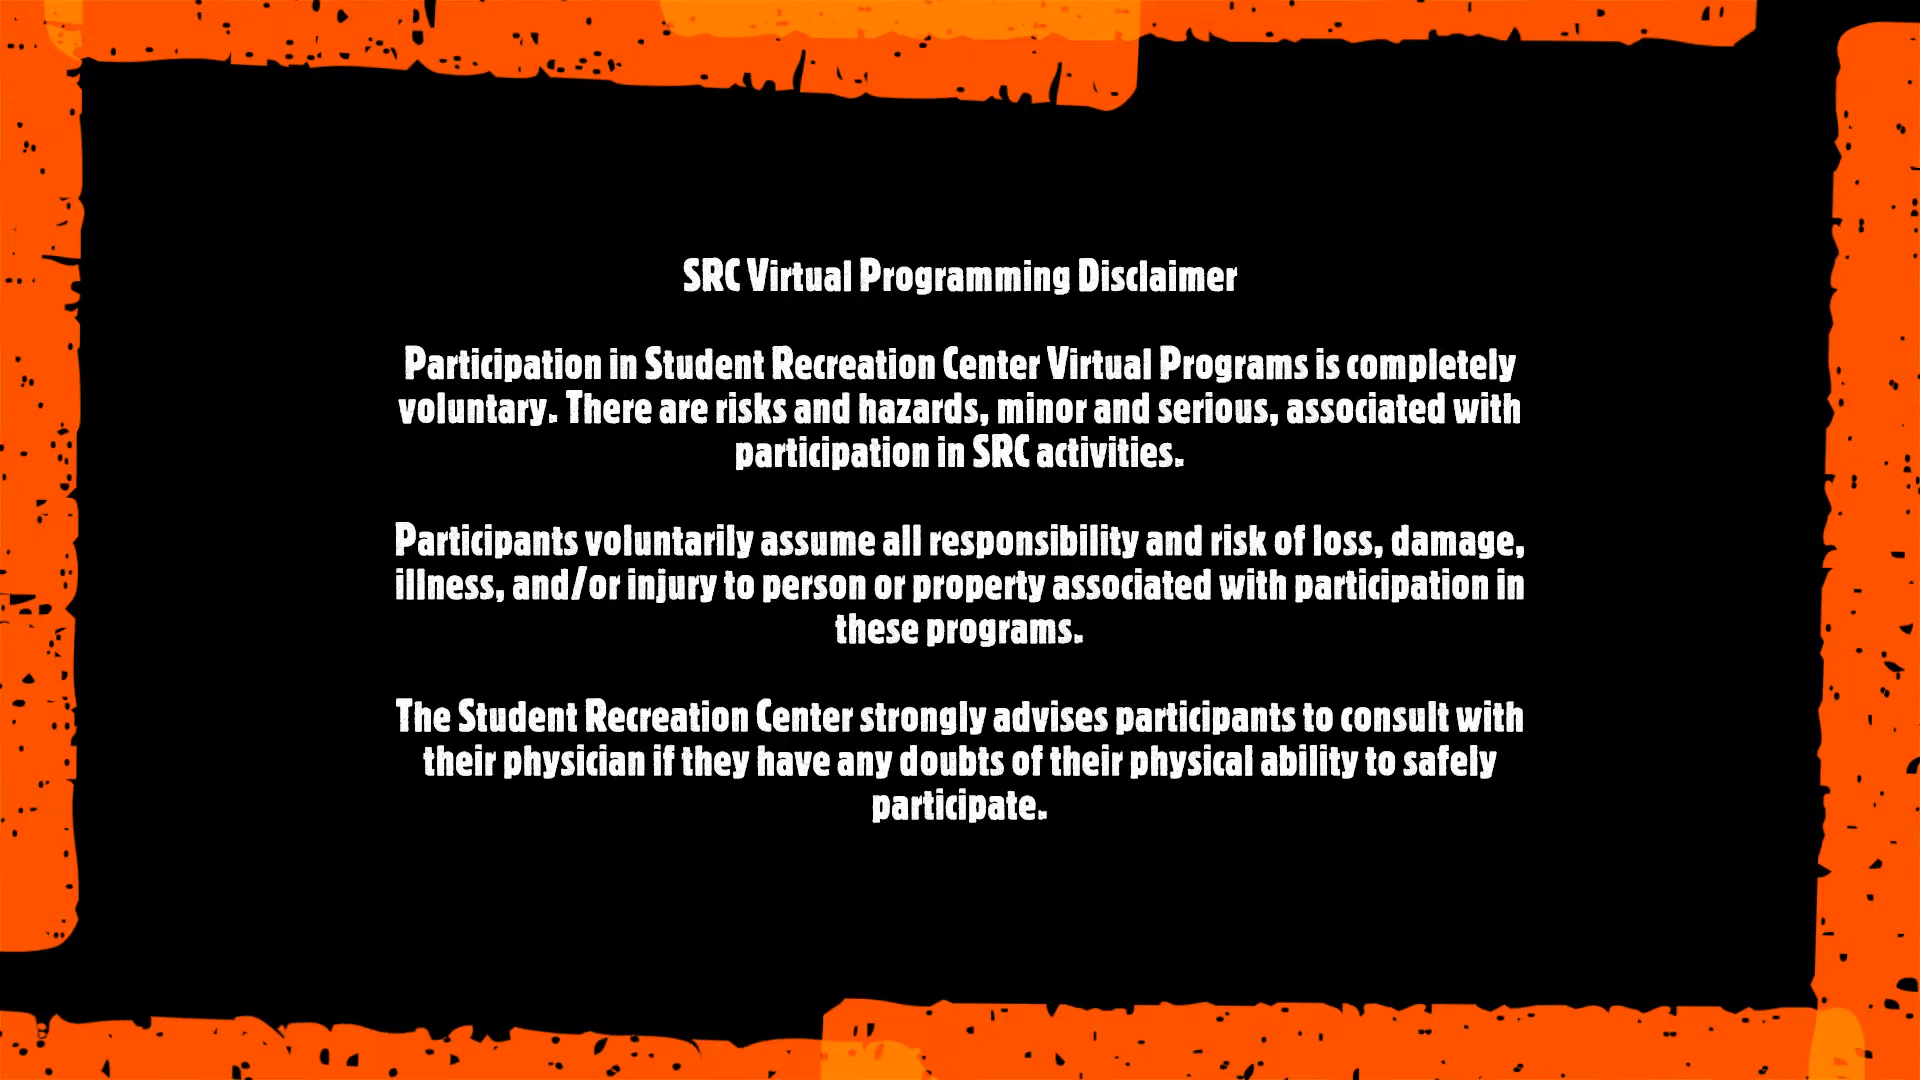 SRC Virtual Programming Disclaimer
Participation in Student Recreation Center Virtual Programs is completely
voluntary. There are risks and hazards, minor and serious, associated with
participation in SRC activities.
Participants voluntarily assume all responsibility and risk of loss, damage,
illness, and/or injury to person or property associated with participation in
these programs.
The Student Recreation Center strongly advises participants to consult with
their physician if they have any doubts of their physical ability to safely
participate.